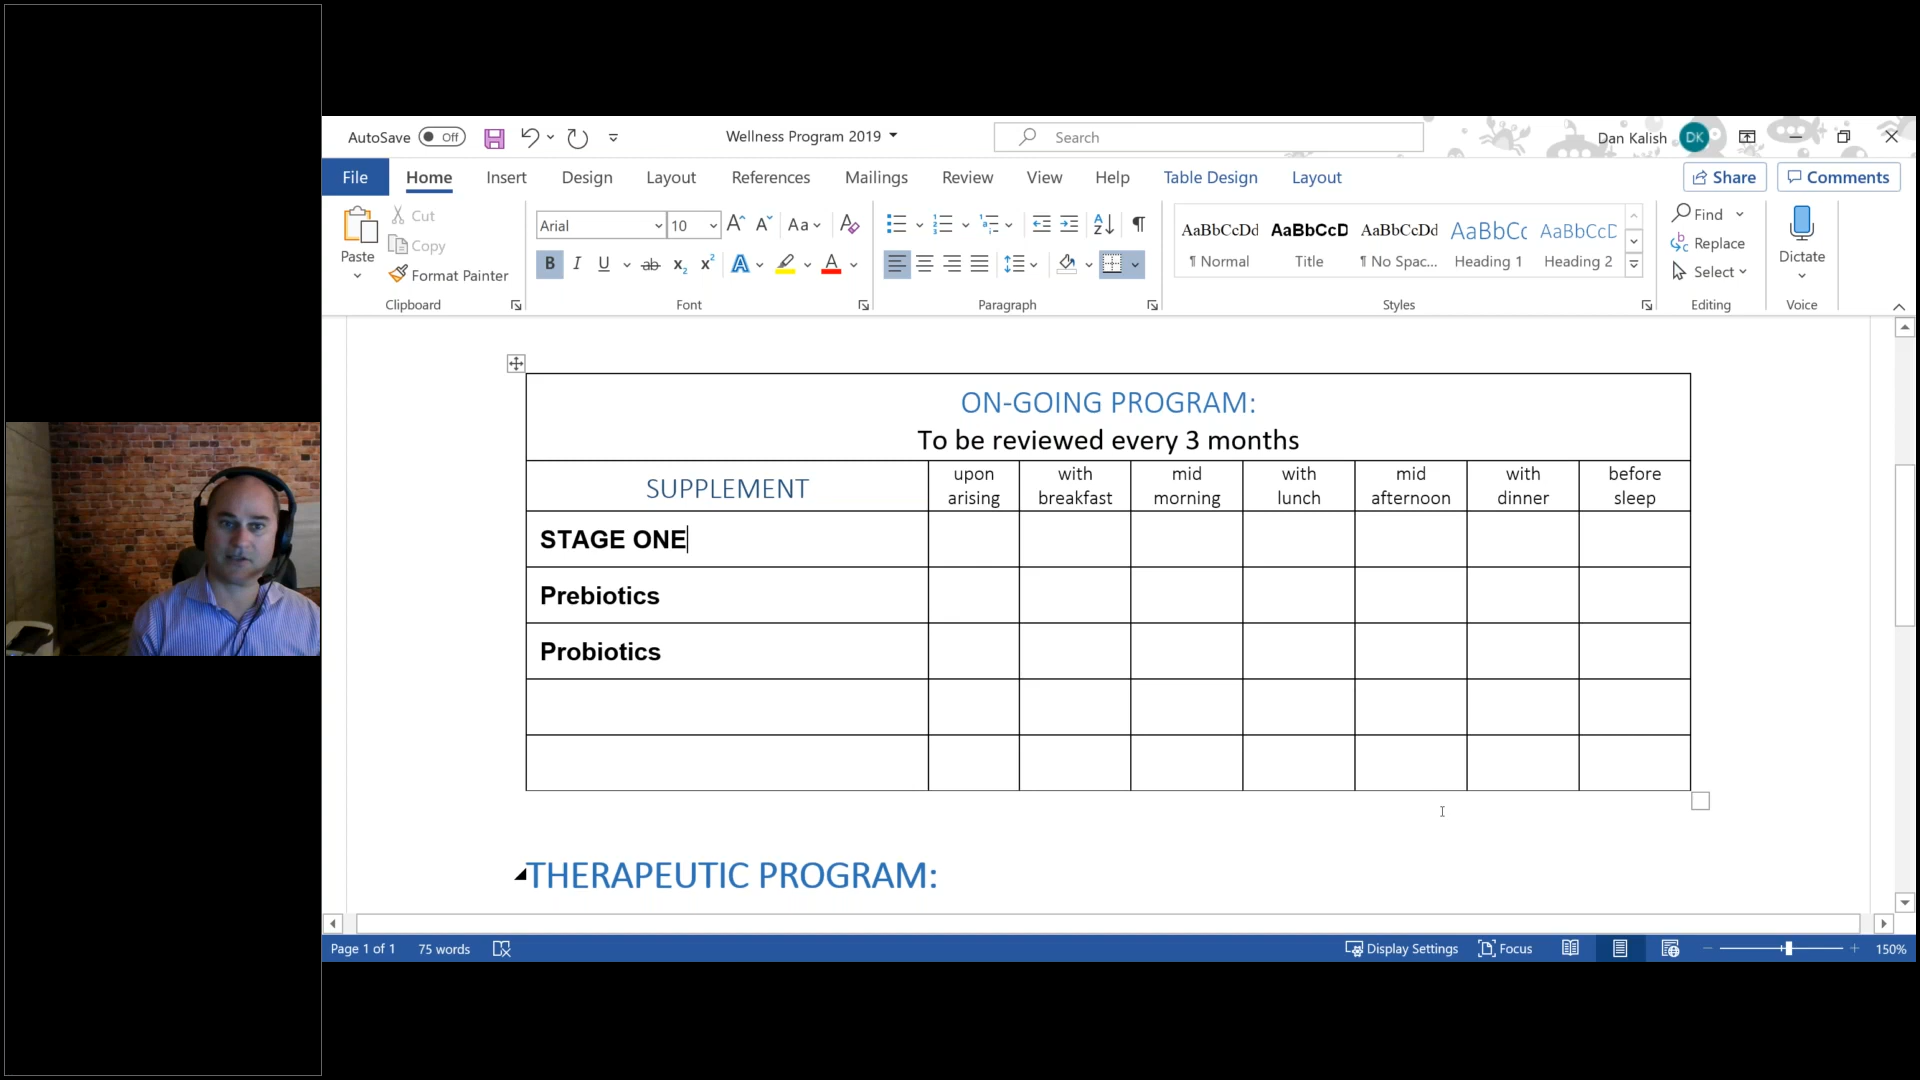 AutoSave Off Wellness Program 2019 Search Dan Kalish DK
File Home Insert Design Layout References Mailings Review View Help Table Design Layout Share Comments
Paste Cut Copy Format Painter
Clipboard
Arial 10 Aa
Font
Paragraph
AaBbCcDd AaBbCcD AaBbCcDd AaBbCc AaBbCcD
¶ Normal Title ¶ No Spac... Heading 1 Heading 2
Styles
Find
Replace
Select
Editing
Dictate
Voice
ON-GOING PROGRAM:
To be reviewed every 3 months
SUPPLEMENT upon arising with breakfast mid morning with lunch mid afternoon with dinner before sleep
STAGE ONE
Prebiotics
Probiotics
THERAPEUTIC PROGRAM:
Page 1 of 1 75 words Display Settings Focus 150%